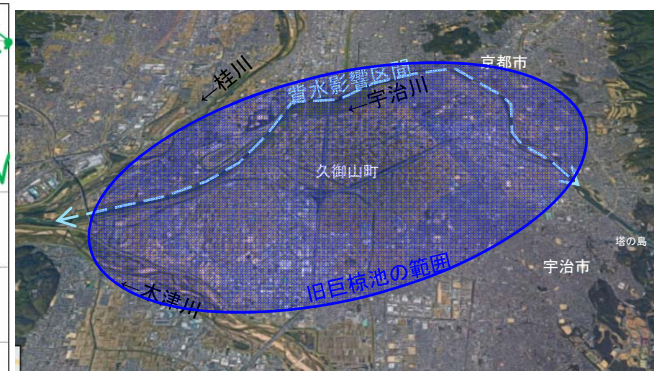 京都市
←桂川
背水影響区間
←宇治川
久御山町
塔の島
宇治市
旧巨椋池の範囲
←木津川